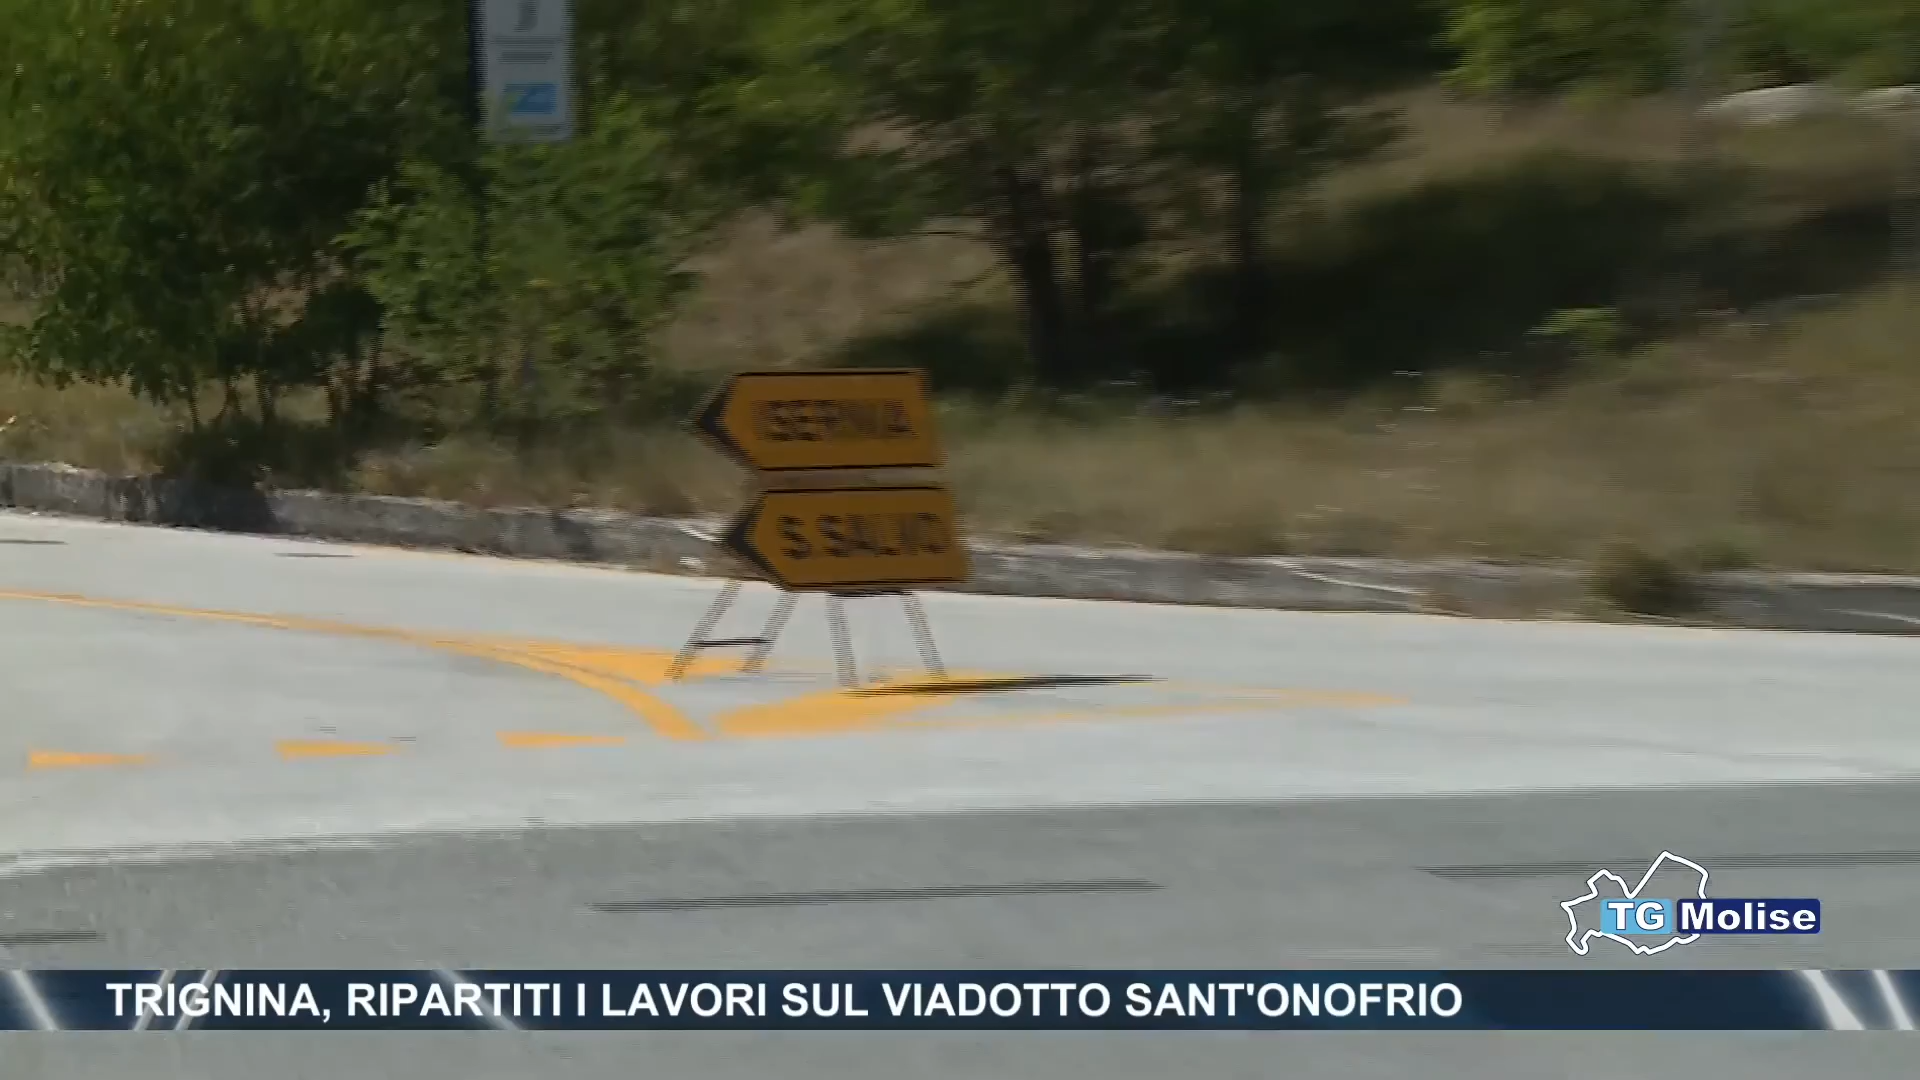 ISERNIA
S.SALVO
TG Molise
TRIGNINA, RIPARTITI I LAVORI SUL VIADOTTO SANT'ONOFRIO